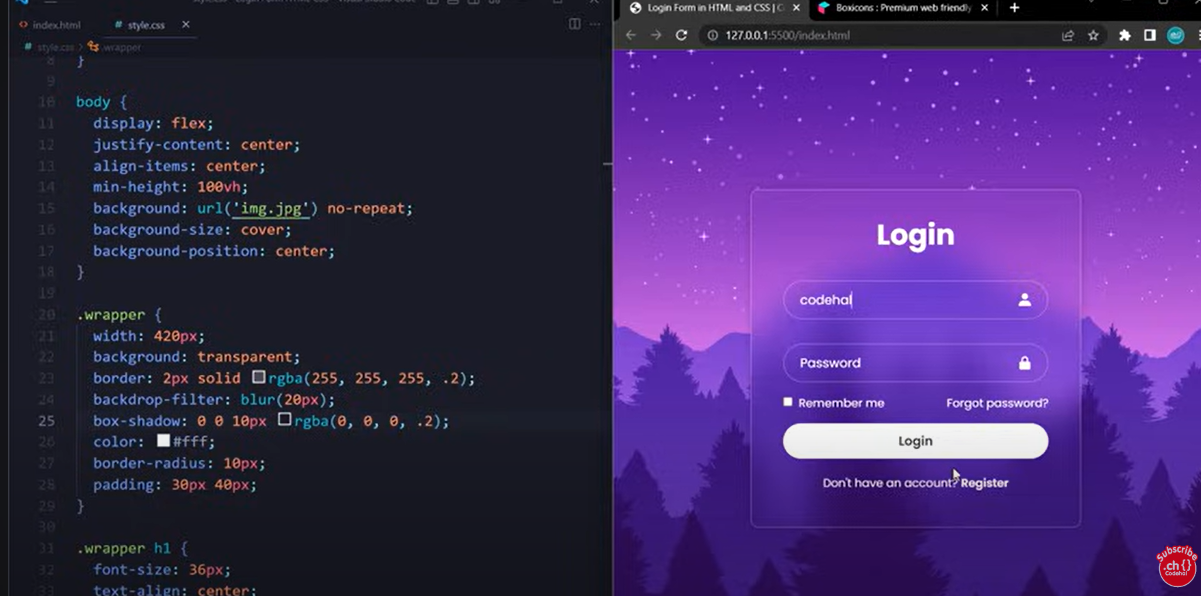 index.html
# style.css
# style.css > .wrapper
8 }
9
10 body {
11 display: flex;
12 justify-content: center;
13 align-items: center;
14 min-height: 100vh;
15 background: url('img.jpg') no-repeat;
16 background-size: cover;
17 background-position: center;
18 }
19
20 .wrapper {
21 width: 420px;
22 background: transparent;
23 border: 2px solid rgba(255, 255, 255, .2);
24 backdrop-filter: blur(20px);
25 box-shadow: 0 0 10px rgba(0, 0, 0, .2);
26 color: #fff;
27 border-radius: 10px;
28 padding: 30px 40px;
29 }
30
31 .wrapper h1 {
32 font-size: 36px;
text-align: center;
Login Form in HTML and CSS |
Boxicons : Premium web friendly
127.0.0.1:5500/index.html
Login
codehal
Password
Remember me Forgot password?
Login
Don't have an account? Register
Subscribe
.ch {}
Codehal